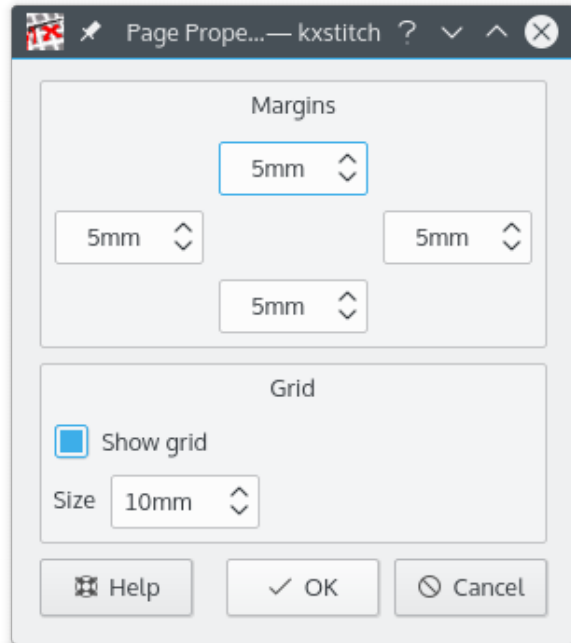 Page Prope...— kxstitch
Margins
5mm
5mm 5mm
5mm
Grid
Show grid
Size 10mm
Help OK Cancel